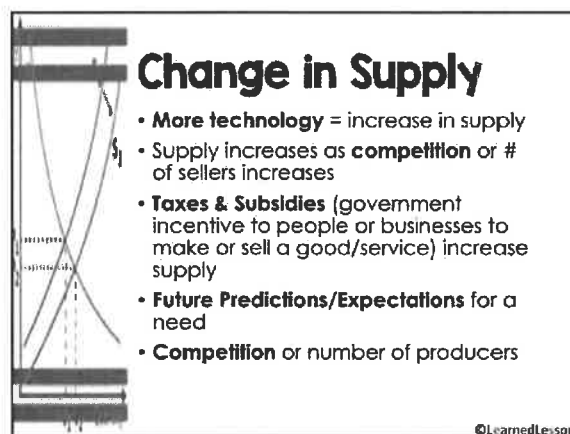 Change in Supply
• More technology = increase in supply
• Supply increases as competition or #
of sellers increases
• Taxes & Subsidies (government
incentive to people or businesses to
make or sell a good/service) increase
supply
• Future Predictions/Expectations for a
need
• Competition or number of producers
S₁
©LearnedLesson